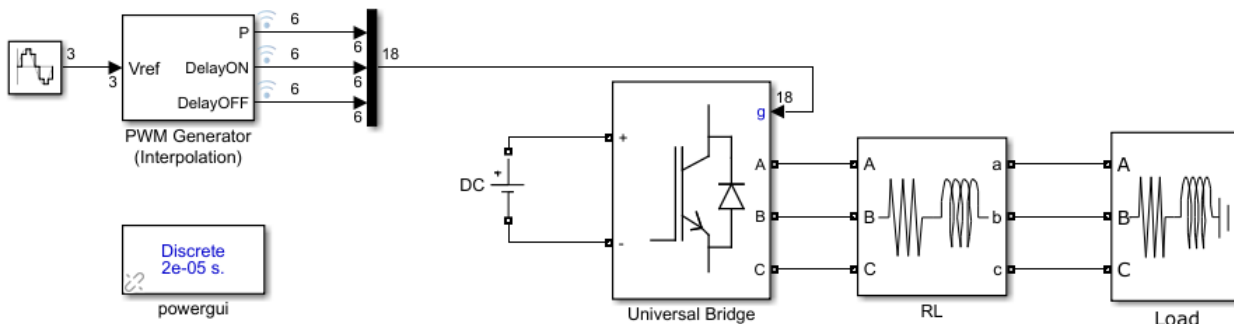 3
3
Vref
P
DelayON
DelayOFF
6
6
6
6
6
6
18
PWM Generator
(Interpolation)
Discrete
2e-05 s.
powergui
DC
+
+
-
g
18
A
B
C
Universal Bridge
A
B
C
a
b
c
RL
A
B
C
Load